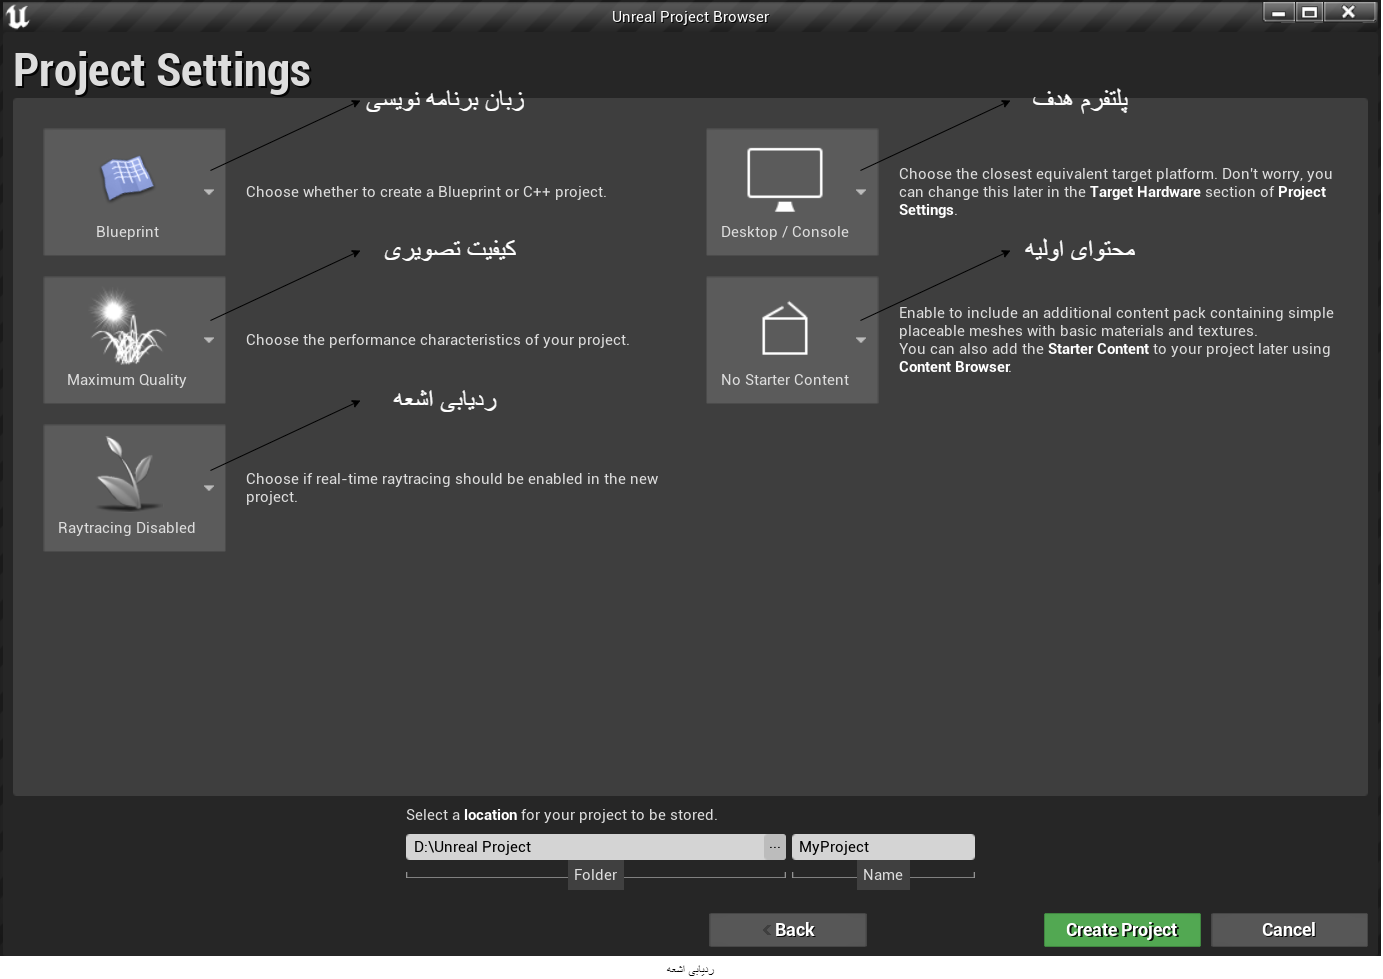 Unreal Project Browser
Project Settings
زبان برنامه نویسی
Blueprint
Choose whether to create a Blueprint or C++ project.
کیفیت تصویری
Maximum Quality
Choose the performance characteristics of your project.
ردیابی اشعه
Raytracing Disabled
Choose if real-time raytracing should be enabled in the new
project.
پلتفرم هدف
Desktop / Console
Choose the closest equivalent target platform. Don't worry, you
can change this later in the Target Hardware section of Project
Settings.
محتوای اولیه
No Starter Content
Enable to include an additional content pack containing simple
placeable meshes with basic materials and textures.
You can also add the Starter Content to your project later using
Content Browser.
Select a location for your project to be stored.
D:\Unreal Project
...
MyProject
Folder
Name
Back
Create Project
Cancel
ردیابی اشعه